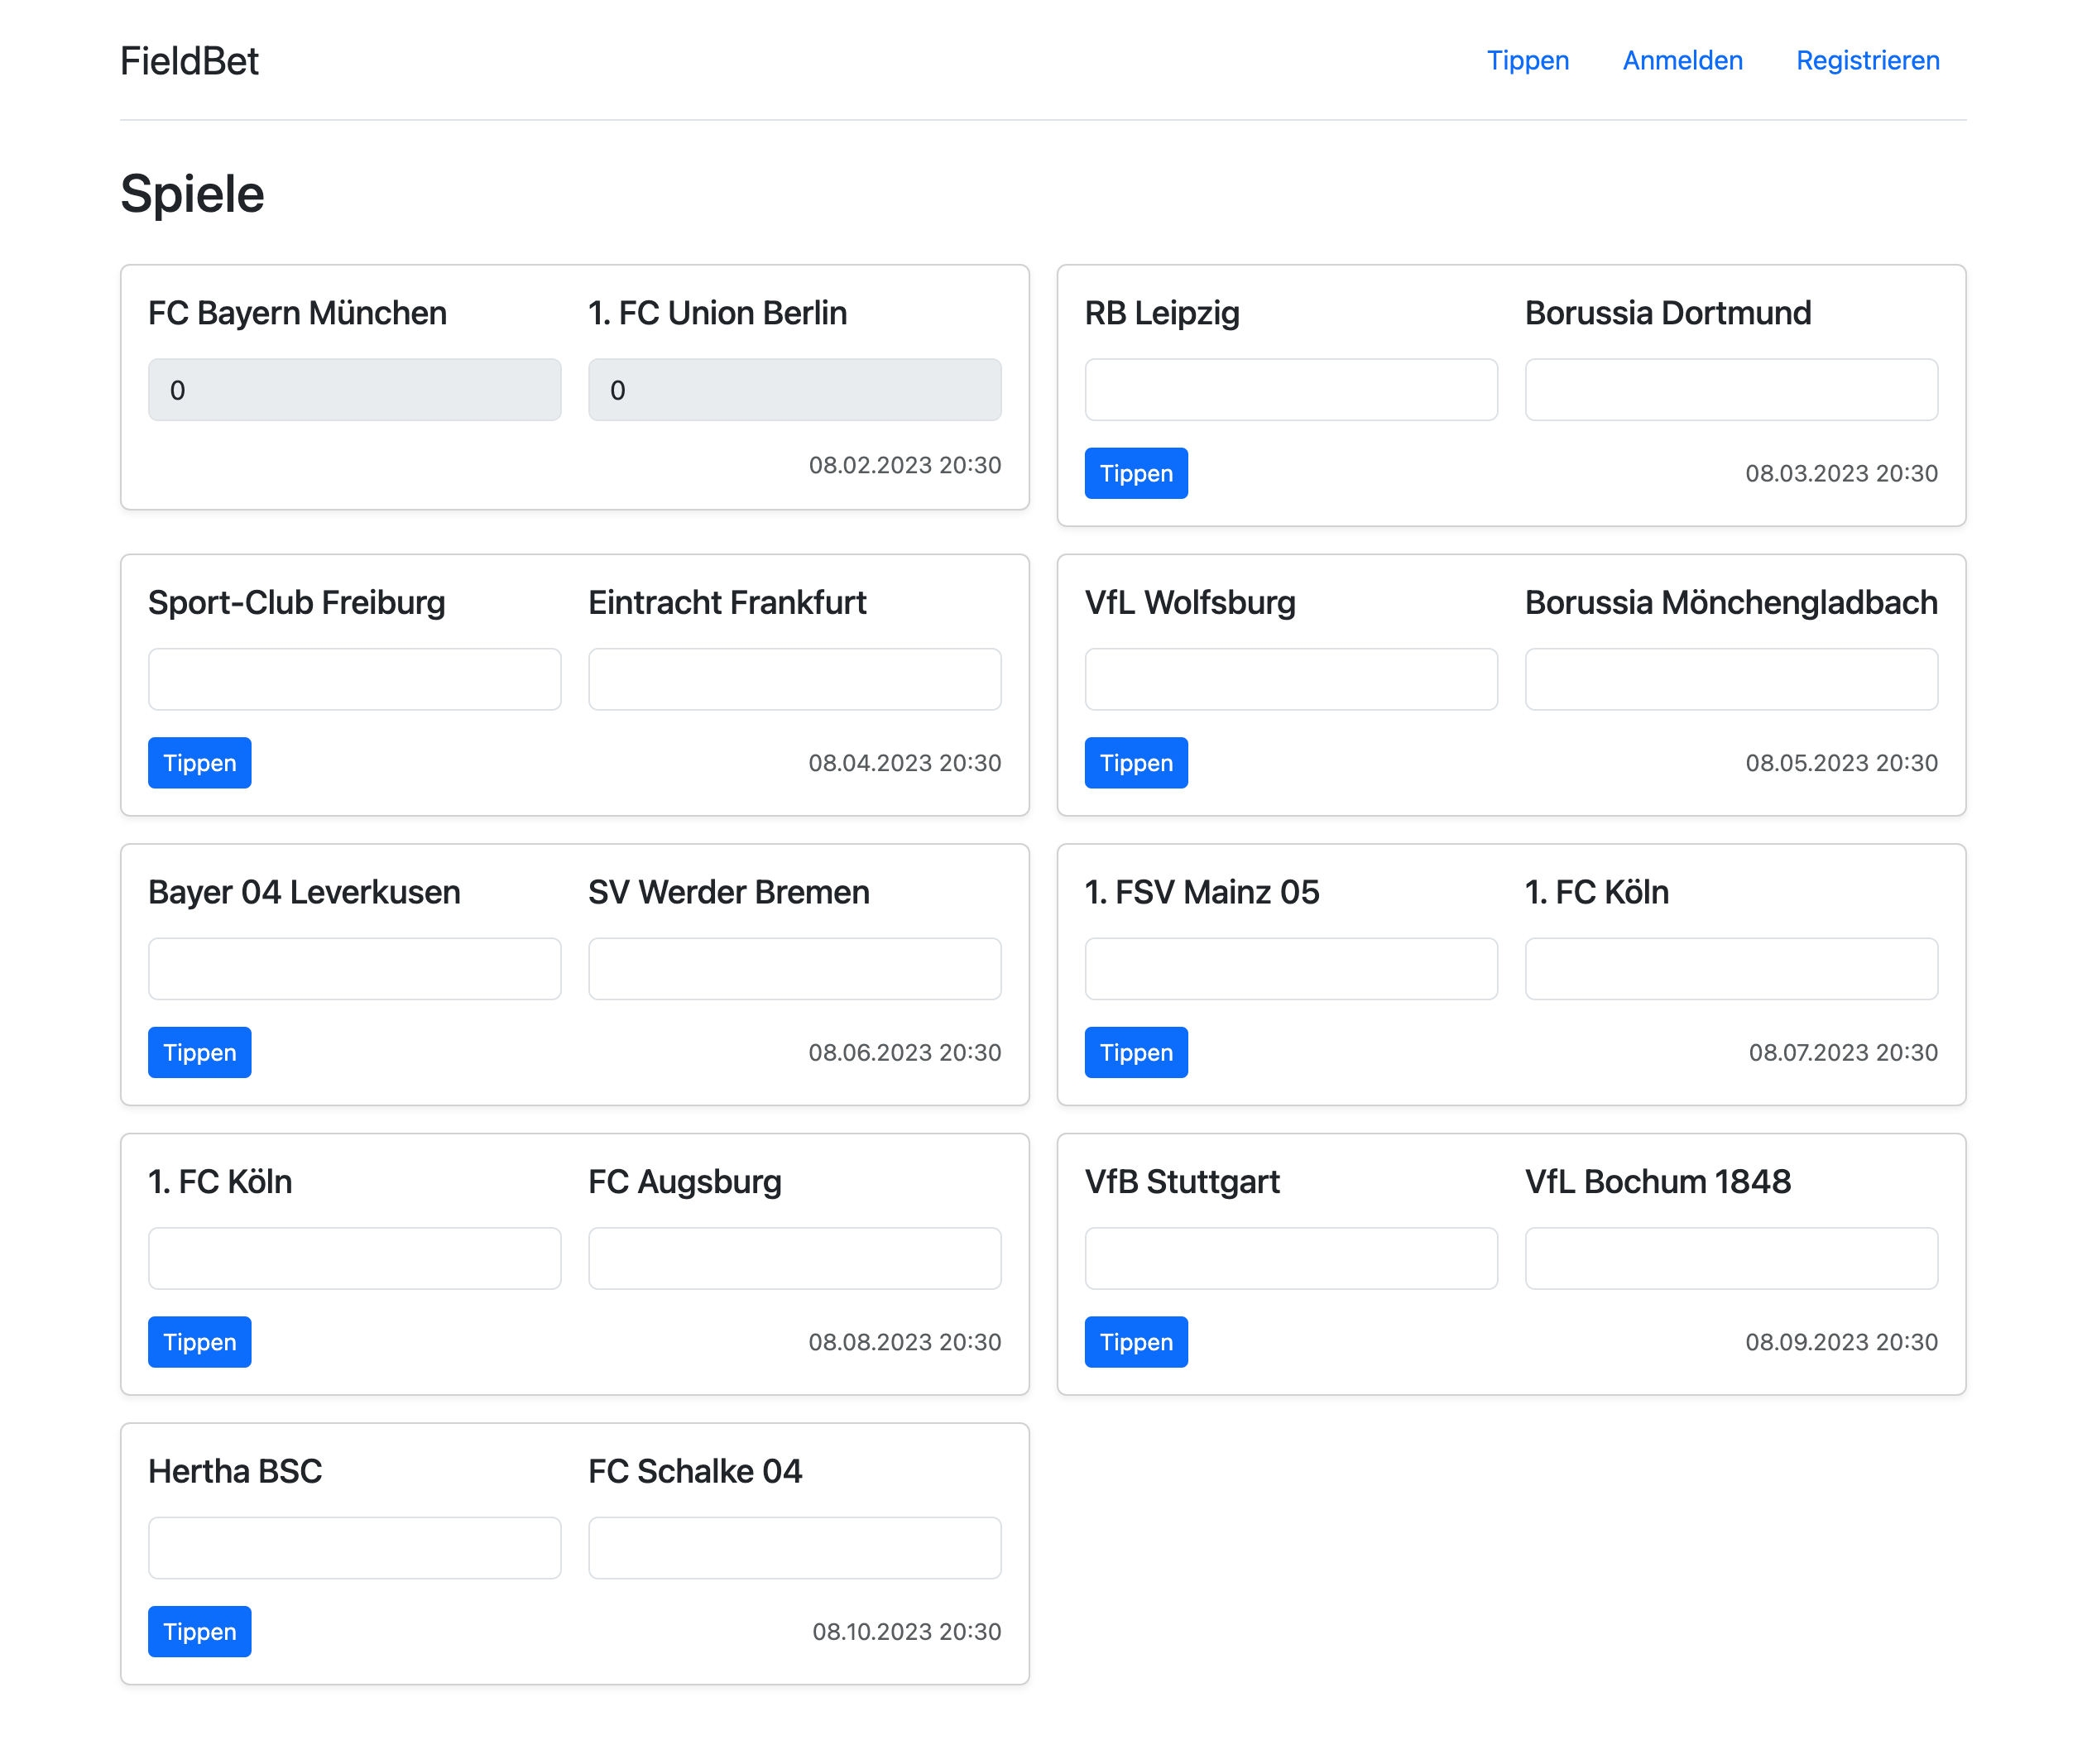 FieldBet
Tippen Anmelden Registrieren
Spiele
FC Bayern München 1. FC Union Berlin
0 0
08.02.2023 20:30
RB Leipzig Borussia Dortmund
Tippen 08.03.2023 20:30
Sport-Club Freiburg Eintracht Frankfurt
Tippen 08.04.2023 20:30
VfL Wolfsburg Borussia Mönchengladbach
Tippen 08.05.2023 20:30
Bayer 04 Leverkusen SV Werder Bremen
Tippen 08.06.2023 20:30
1. FSV Mainz 05 1. FC Köln
Tippen 08.07.2023 20:30
1. FC Köln FC Augsburg
Tippen 08.08.2023 20:30
VfB Stuttgart VfL Bochum 1848
Tippen 08.09.2023 20:30
Hertha BSC FC Schalke 04
Tippen 08.10.2023 20:30